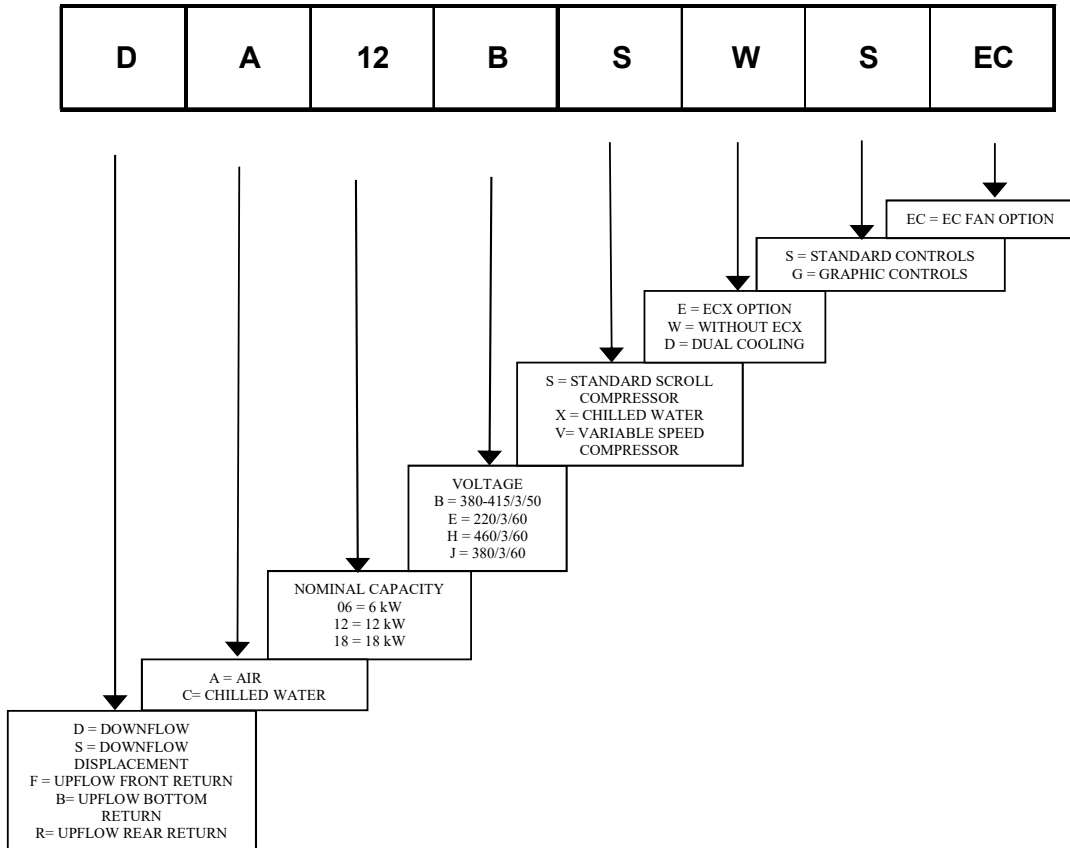 D A 12 B S W S EC
EC = EC FAN OPTION
S = STANDARD CONTROLS
G = GRAPHIC CONTROLS
E = ECX OPTION
W = WITHOUT ECX
D = DUAL COOLING
S = STANDARD SCROLL
COMPRESSOR
X = CHILLED WATER
V= VARIABLE SPEED
COMPRESSOR
VOLTAGE
B = 380-415/3/50
E = 220/3/60
H = 460/3/60
J = 380/3/60
NOMINAL CAPACITY
06 = 6 kW
12 = 12 kW
18 = 18 kW
A = AIR
C= CHILLED WATER
D = DOWNFLOW
S = DOWNFLOW
DISPLACEMENT
F = UPFLOW FRONT RETURN
B= UPFLOW BOTTOM
RETURN
R= UPFLOW REAR RETURN